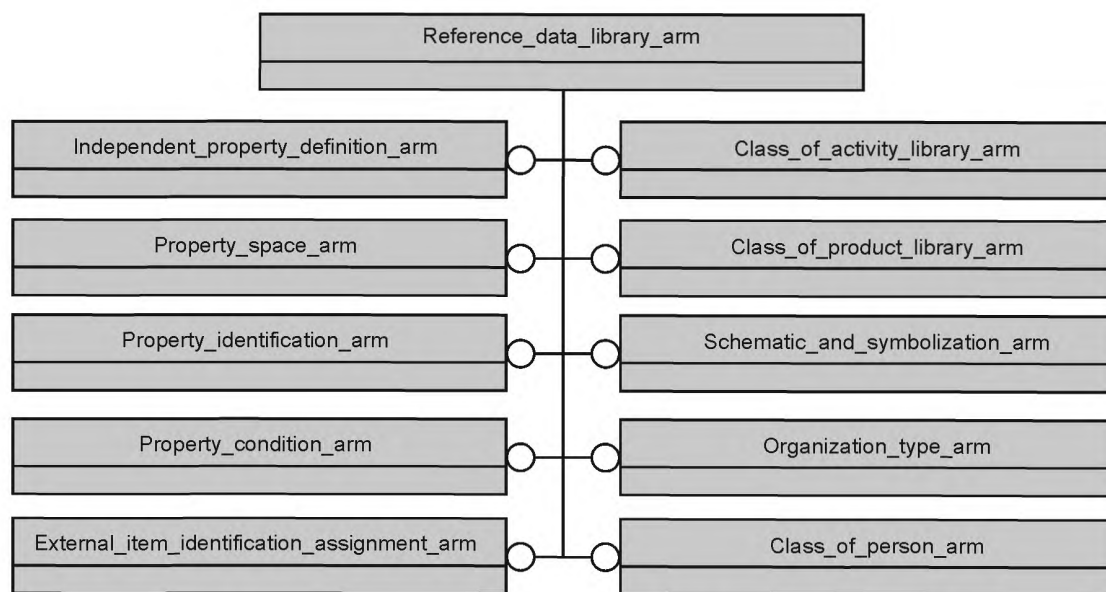 Reference_data_library_arm
Independent_property_definition_arm
Class_of_activity_library_arm
Property_space_arm
Class_of_product_library_arm
Property_identification_arm
Schematic_and_symbolization_arm
Property_condition_arm
Organization_type_arm
External_item_identification_assignment_arm
Class_of_person_arm